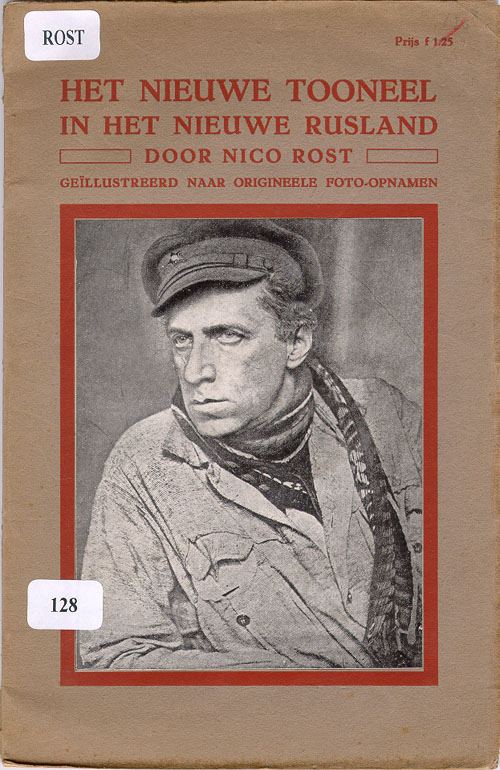 ROST
Prijs f 1.25
HET NIEUWE TOONEEL
IN HET NIEUWE RUSLAND
DOOR NICO ROST
GEÏLLUSTREERD NAAR ORIGINEELE FOTO-OPNAMEN
128